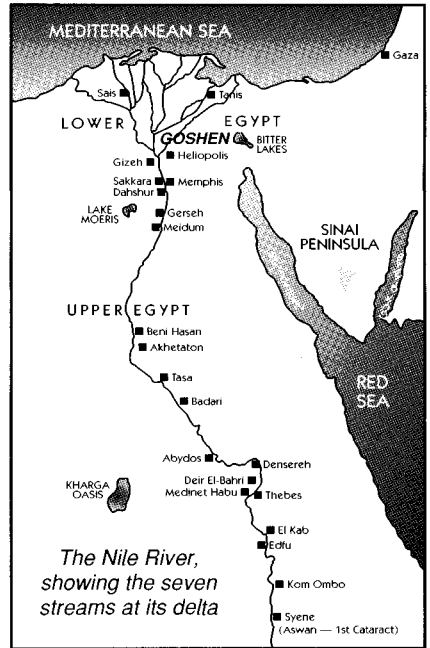 MEDITERRANEAN SEA
Gaza
Sais
Tanis
LOWER EGYPT
GOSHEN
BITTER
LAKES
Gizeh
Heliopolis
Sakkara
Memphis
Dahshur
LAKE
MOERIS
Gerseh
Meidum
SINAI
PENINSULA
UPPER EGYPT
Beni Hasan
Akhetaton
Tasa
RED
SEA
Badari
Abydos
Densereh
KHARGA
OASIS
Deir El-Bahri
Medinet Habu
Thebes
El Kab
Edfu
The Nile River,
showing the seven
streams at its delta
Kom Ombo
Syene
(Aswan — 1st Cataract)